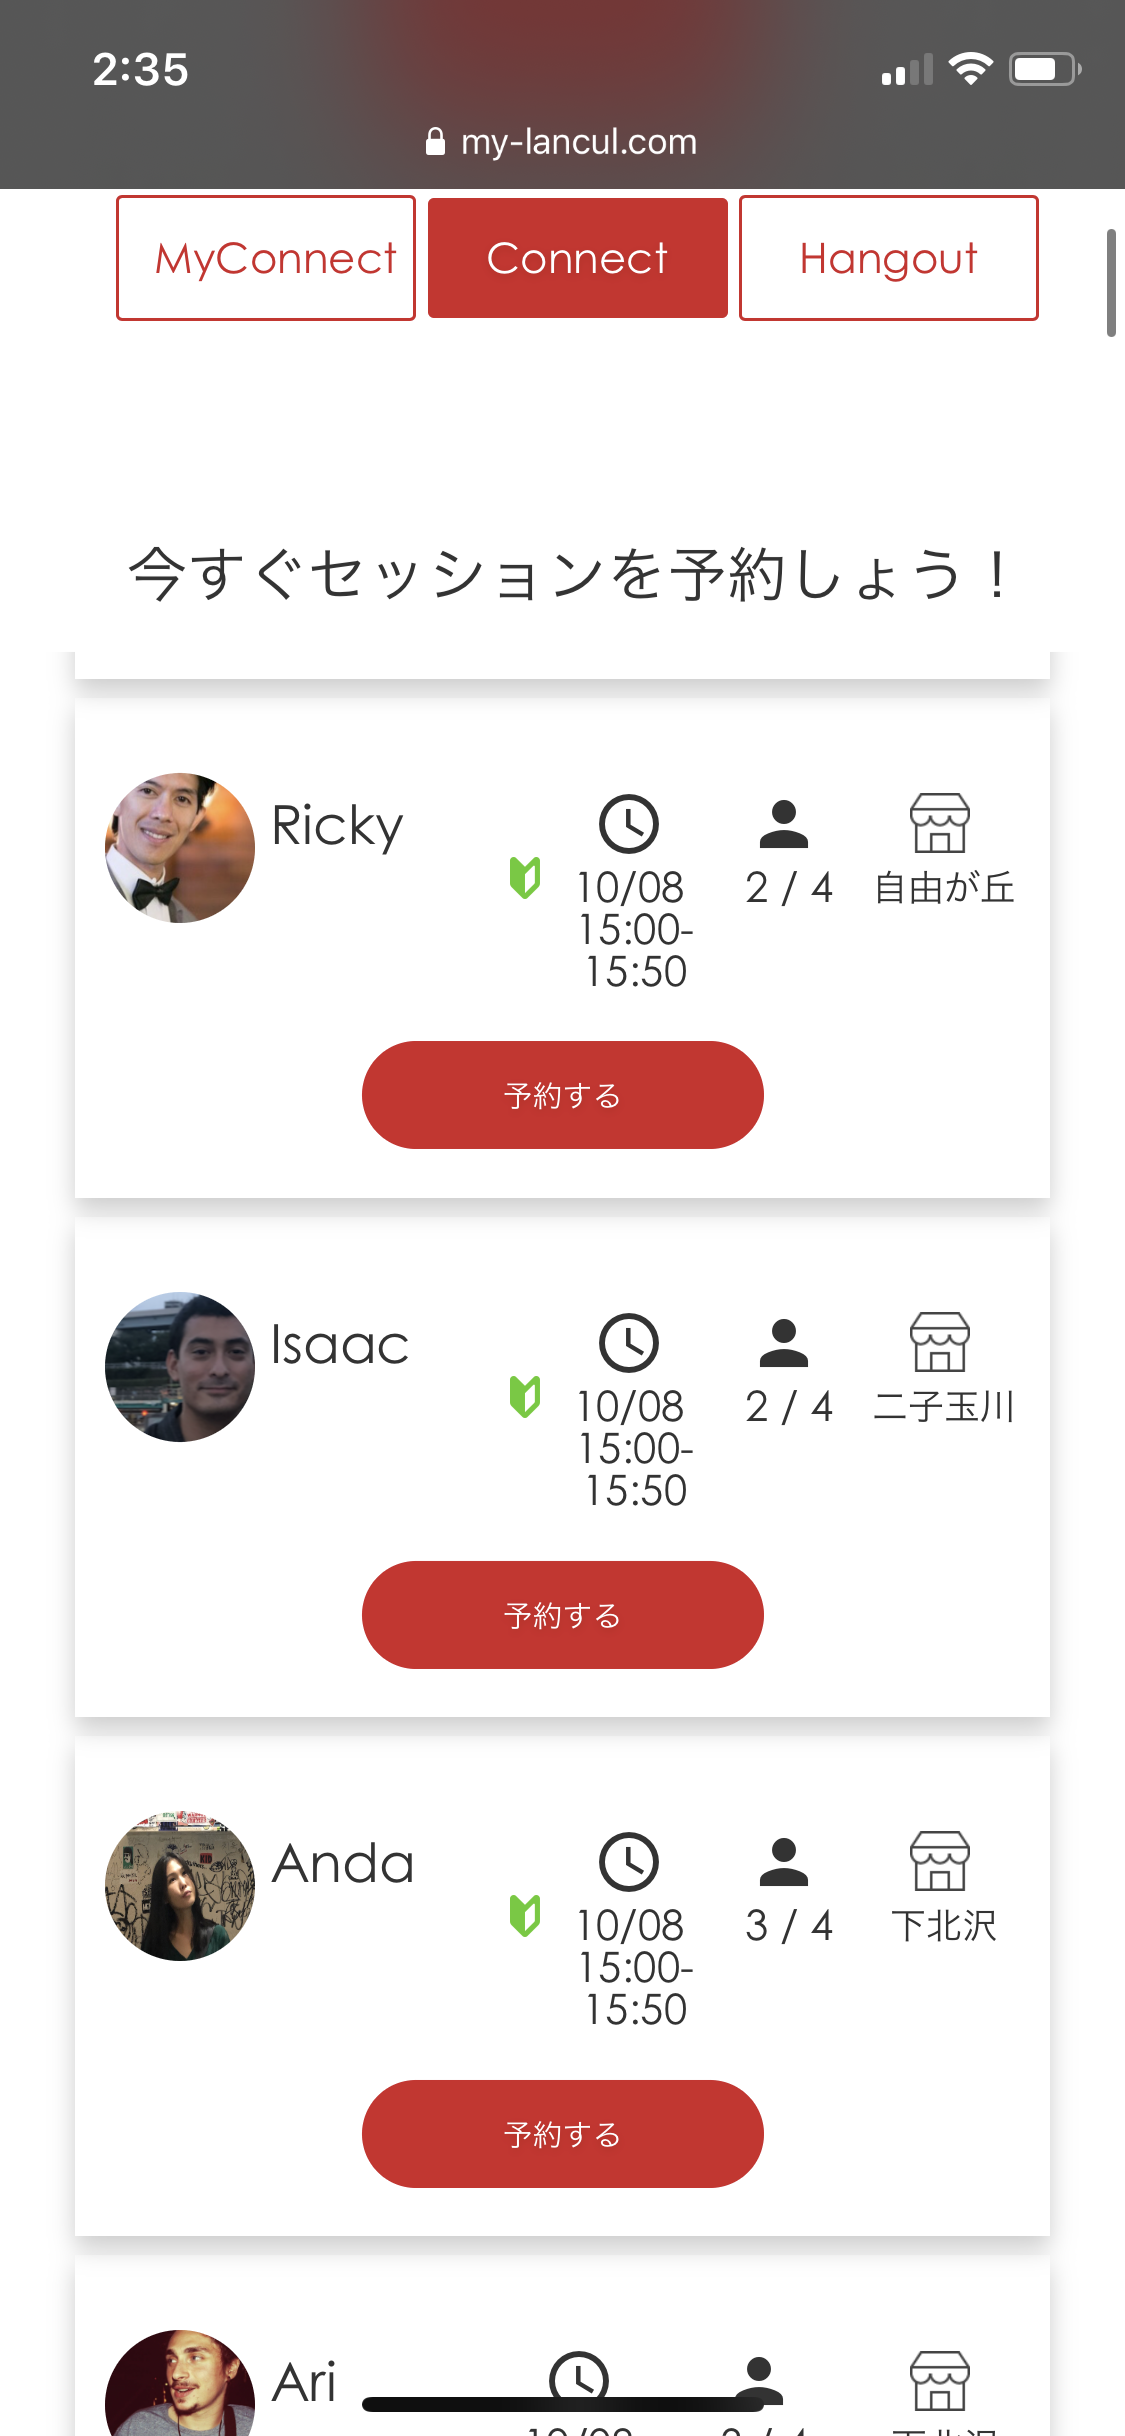 2:35
my-lancul.com
MyConnect
Connect
Hangout
今すぐセッションを予約しょう！
Ricky
10/08
15:00-
15:50
2 / 4
自由が丘
予約する
Isaac
10/08
15:00-
15:50
2 / 4
二子玉川
予約する
Anda
10/08
15:00-
15:50
3 / 4
下北沢
予約する
Ari